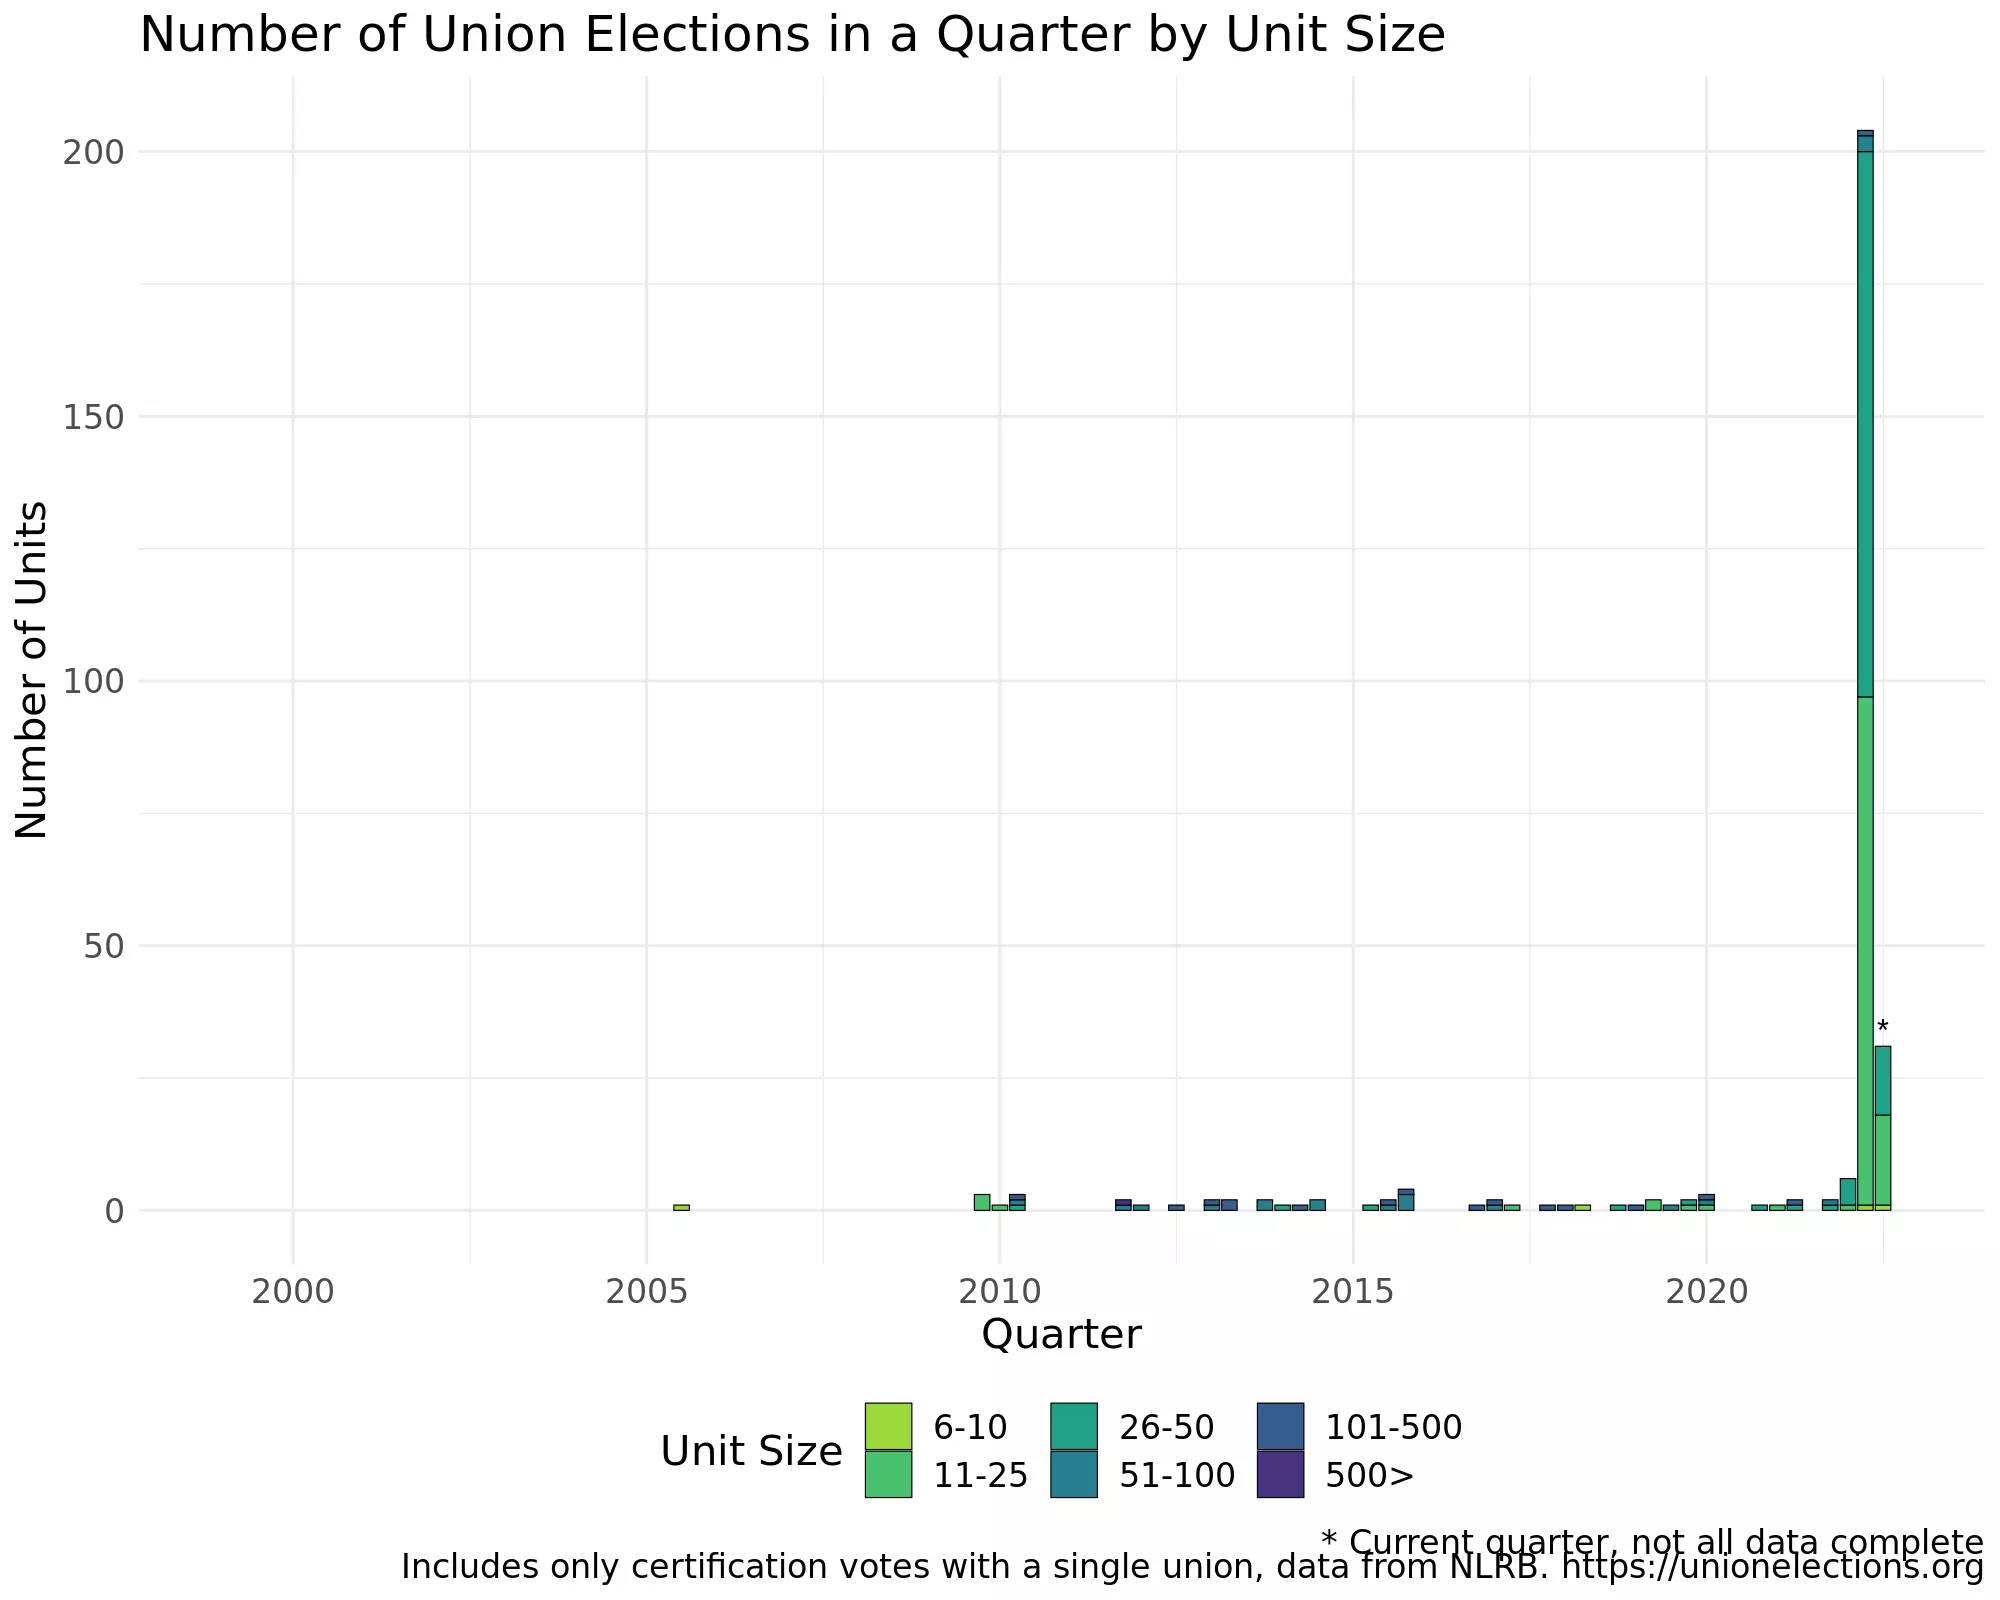 Number of Union Elections in a Quarter by Unit Size
Number of Units
200
150
100
50
0
*
2000 2005 2010 2015 2020
Quarter
Unit Size
6-10 26-50 101-500
11-25 51-100 500>
* Current quarter, not all data complete
Includes only certification votes with a single union, data from NLRB. https://unionelections.org